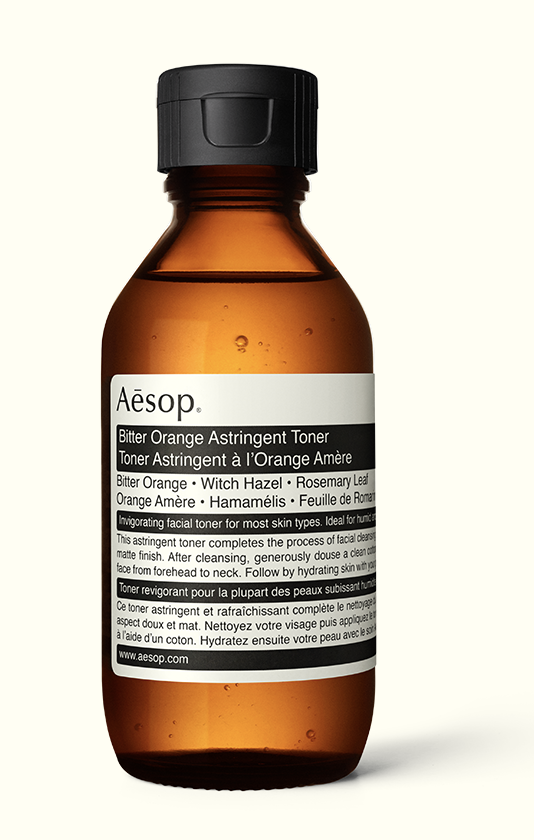 Aēsop®
Bitter Orange Astringent Toner
Toner Astringent à l'Orange Amère
Bitter Orange • Witch Hazel • Rosemary Leaf
Orange Amère • Hamamélis • Feuille de
Invigorating facial toner for most skin types. Ideal for
This astringent toner completes the process of facial cleansing
matte finish. After cleansing, generously douse a clean
face from forehead to neck. Follow by hydrating skin with
Toner revigorant pour la plupart des peaux subissant
Ce toner astringent et rafraîchissant complète le nettoyage
aspect doux et mat. Nettoyez votre visage puis appliquez le
à l'aide d'un coton. Hydratez ensuite votre peau avec le
www.aesop.com